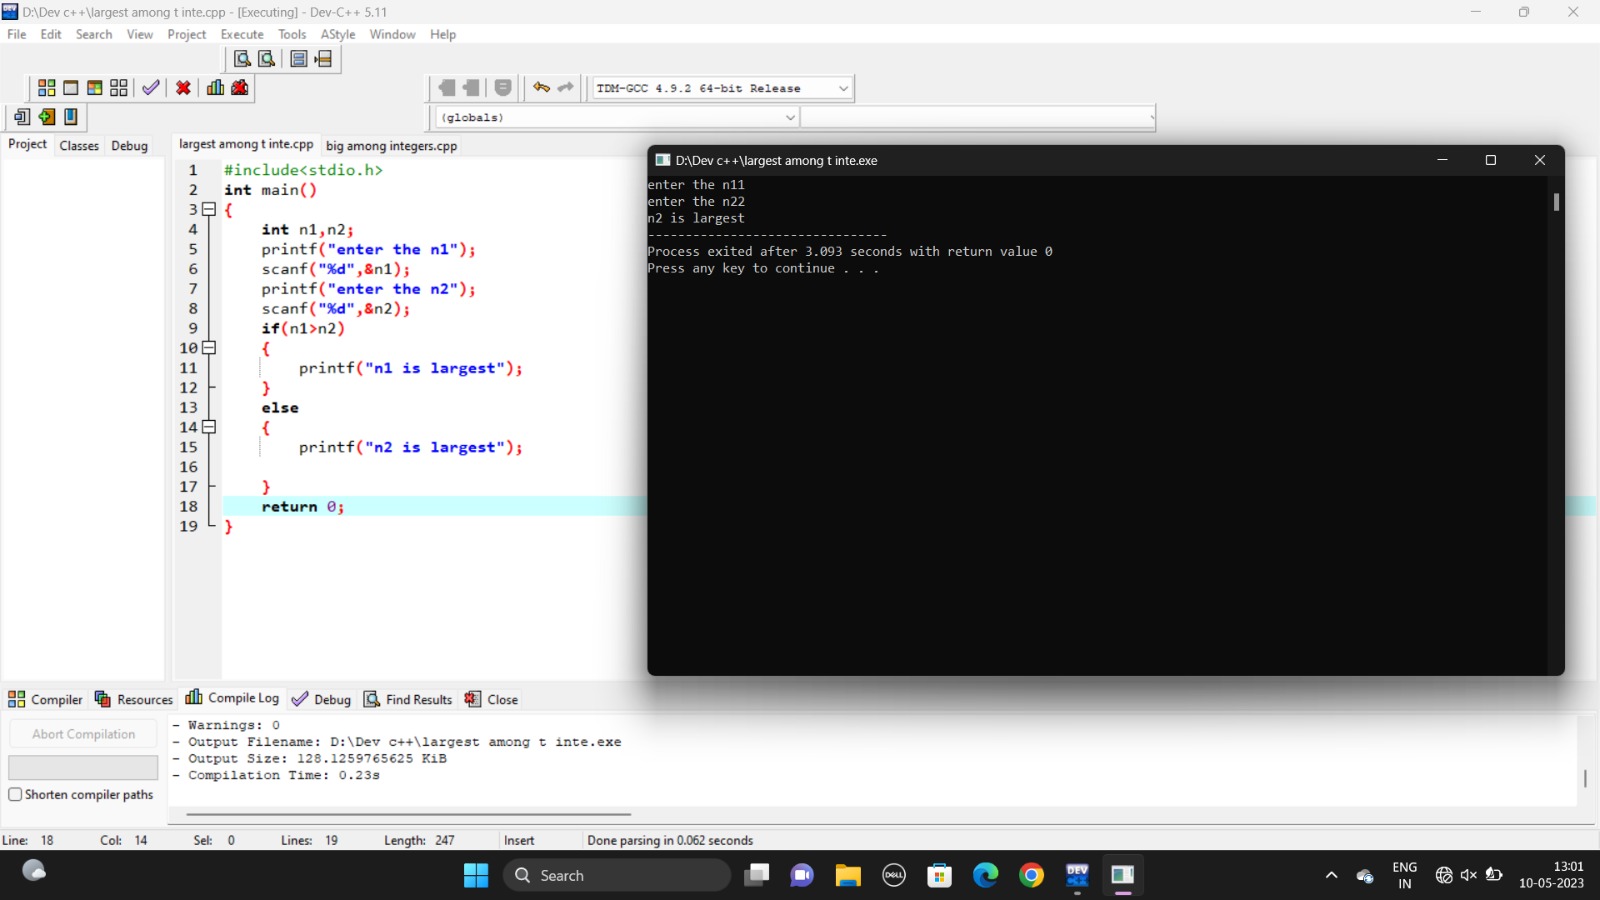 D:\Dev c++\largest among t inte.cpp - [Executing] - Dev-C++ 5.11
File Edit Search View Project Execute Tools AStyle Window Help
TDM-GCC 4.9.2 64-bit Release
(globals)
Project Classes Debug
largest among t inte.cpp big among integers.cpp
1 #include<stdio.h>
2 int main()
3 {
4 int n1,n2;
5 printf("enter the n1");
6 scanf("%d",&n1);
7 printf("enter the n2");
8 scanf("%d",&n2);
9 if(n1>n2)
10 {
11 printf("n1 is largest");
12 }
13 else
14 {
15 printf("n2 is largest");
16
17 }
18 return 0;
19 }
D:\Dev c++\largest among t inte.exe
enter the n11
enter the n22
n2 is largest
--------------------------------
Process exited after 3.093 seconds with return value 0
Press any key to continue . . .
Compiler Resources Compile Log Debug Find Results Close
Abort Compilation
Shorten compiler paths
- Warnings: 0
- Output Filename: D:\Dev c++\largest among t inte.exe
- Output Size: 128.1259765625 KiB
- Compilation Time: 0.23s
Line: 18 Col: 14 Sel: 0 Lines: 19 Length: 247 Insert Done parsing in 0.062 seconds
Search
DELL
DEV
ENG
IN
13:01
10-05-2023